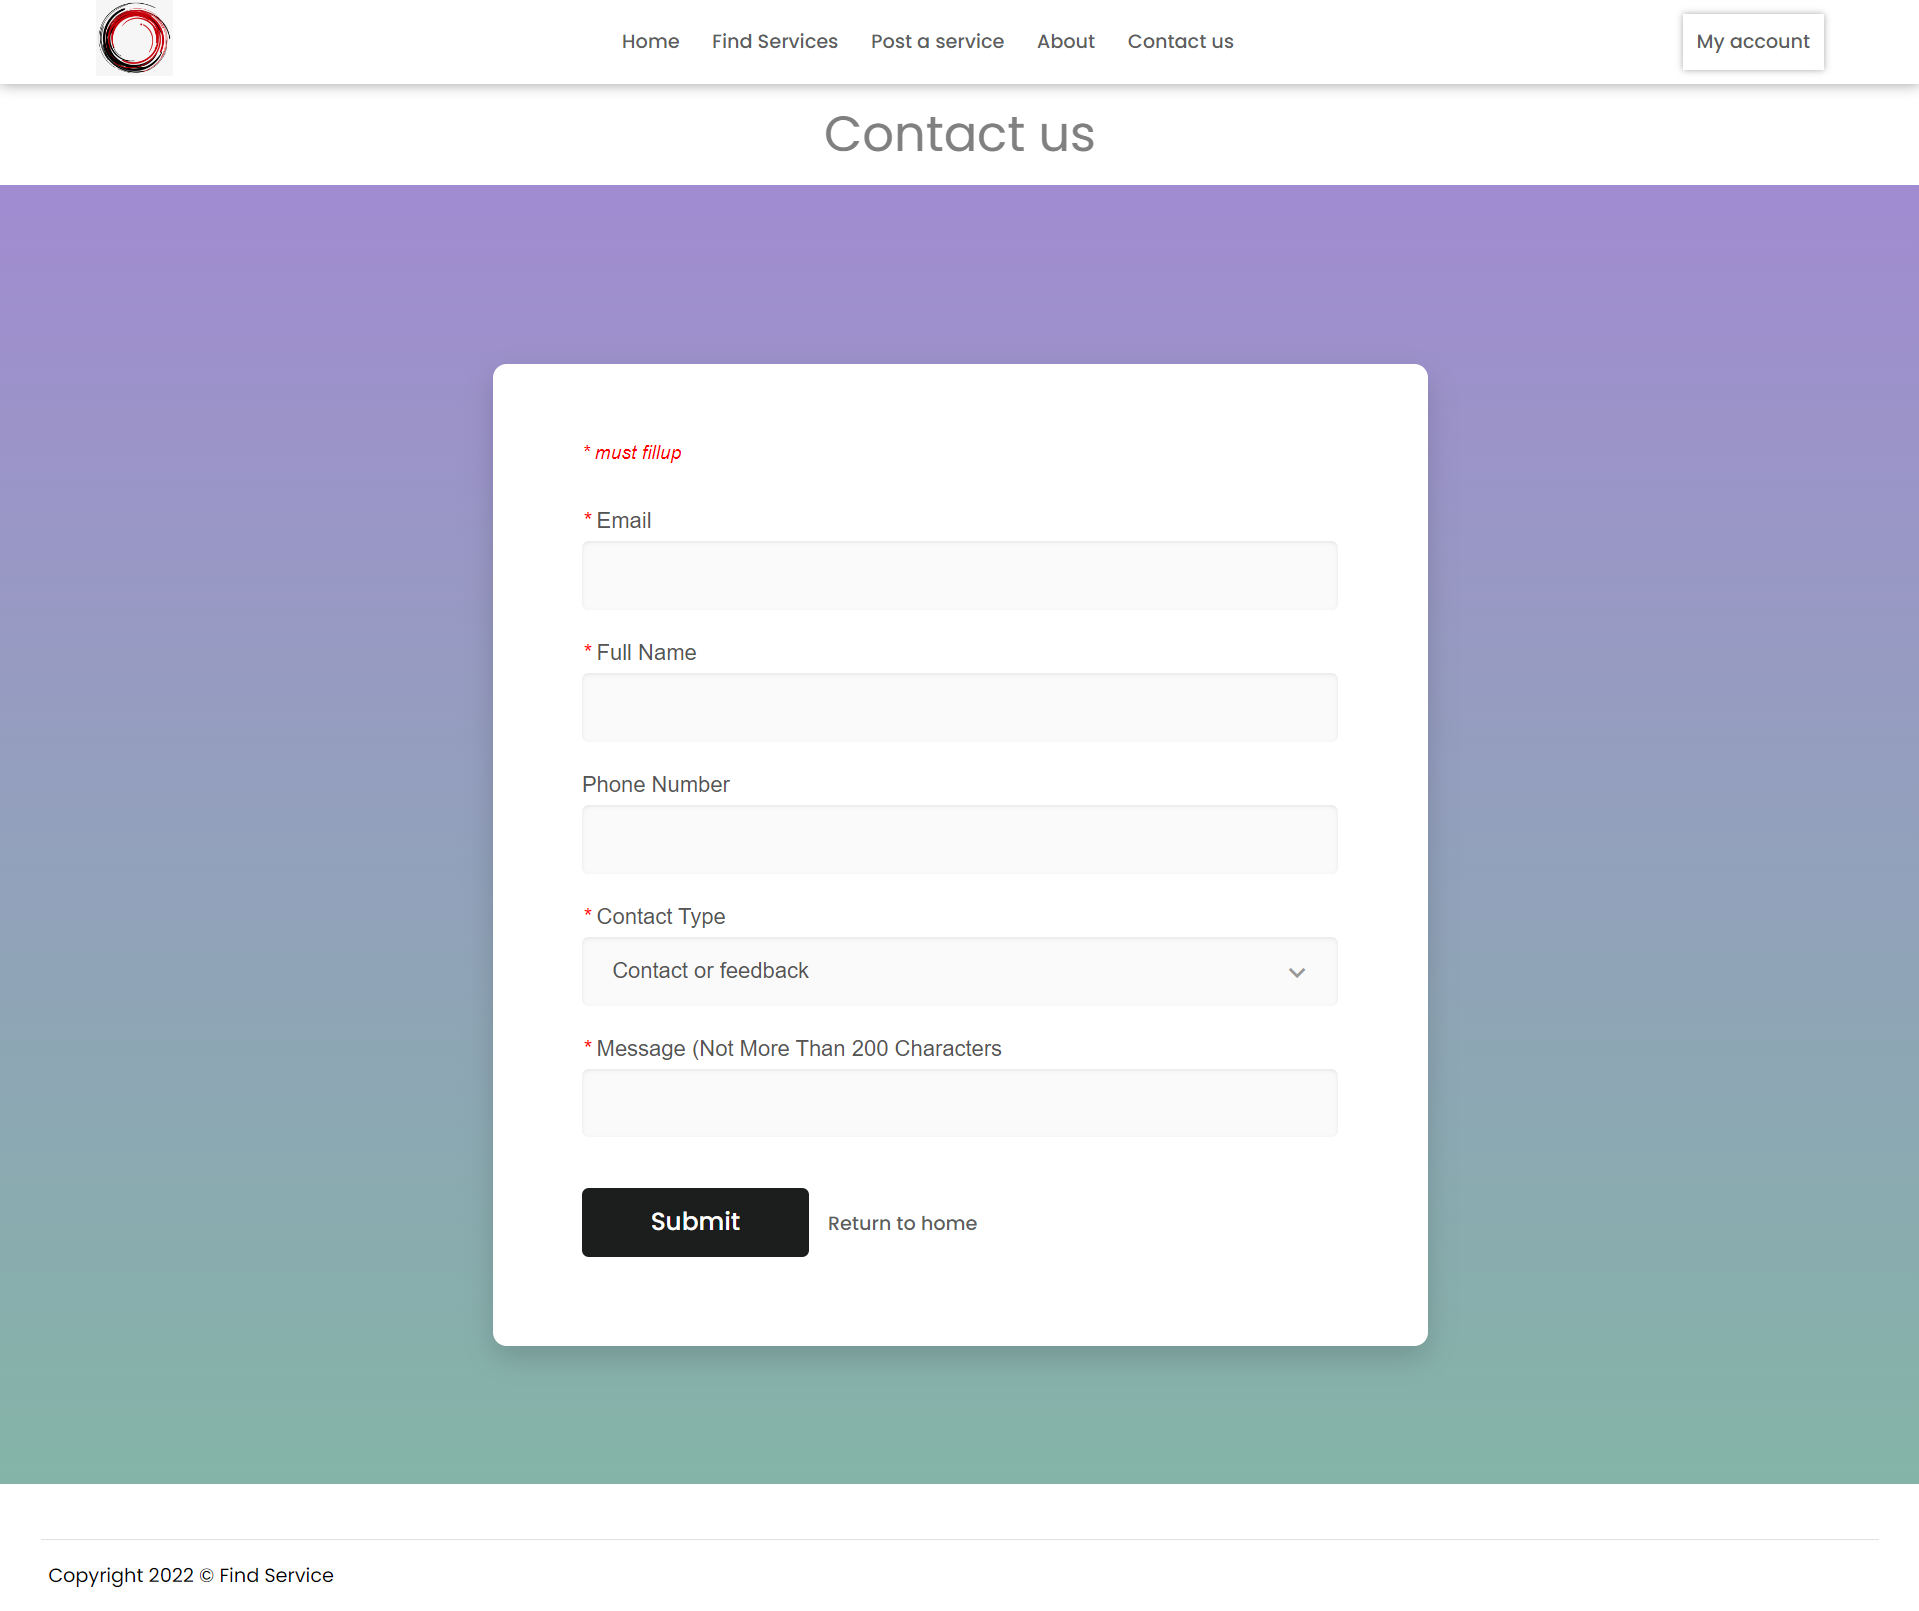 Home Find Services Post a service About Contact us My account
Contact us
* must fillup
* Email
* Full Name
Phone Number
* Contact Type
Contact or feedback
* Message (Not More Than 200 Characters
Submit Return to home
Copyright 2022 © Find Service